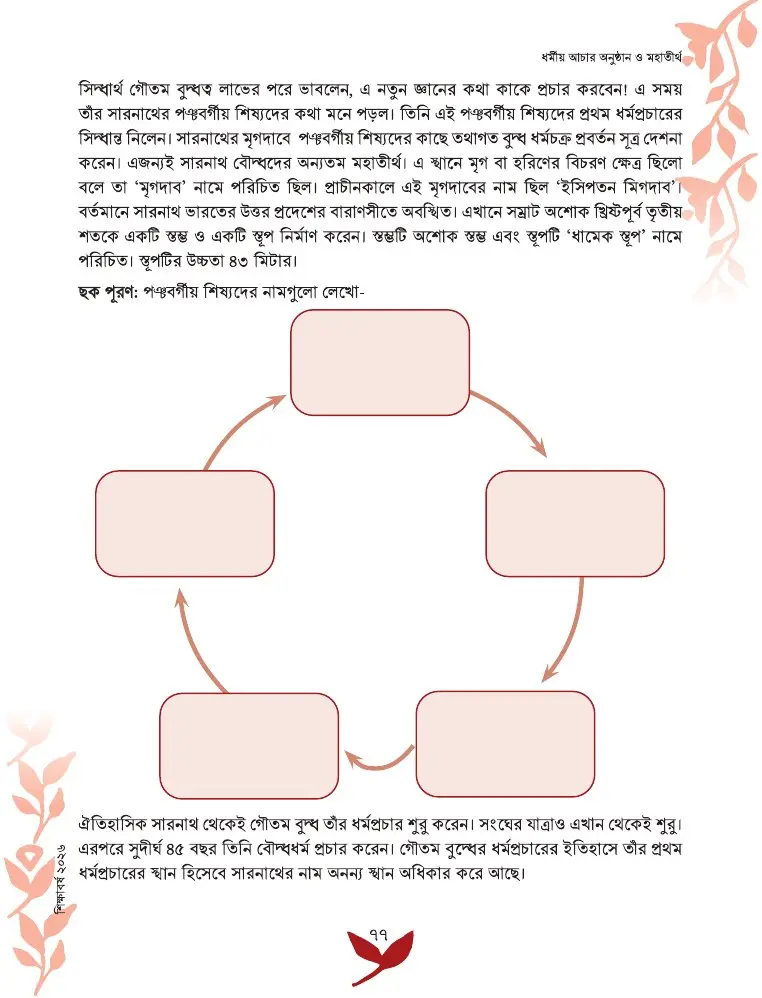 ধর্মীয় আচার অনুষ্ঠান ও মহাতীর্থ
সিদ্ধার্থ গৌতম বুদ্ধত্ব লাভের পরে ভাবলেন, এ নতুন জ্ঞানের কথা কাকে প্রচার করবেন! এ সময়
তাঁর সারনাথের পঞ্চবর্গীয় শিষ্যদের কথা মনে পড়ল। তিনি এই পঞ্চবর্গীয় শিষ্যদের প্রথম ধর্মপ্রচারের
সিদ্ধান্ত নিলেন। সারনাথের মৃগদাবে পঞ্চবর্গীয় শিষ্যদের কাছে তথাগত বুদ্ধ ধর্মচক্র প্রবর্তন সূত্র দেশনা
করেন। এজন্যই সারনাথ বৌদ্ধদের অন্যতম মহাতীর্থ। এ স্থানে মৃগ বা হরিণের বিচরণ ক্ষেত্র ছিলো
বলে তা ‘মৃগদাব’ নামে পরিচিত ছিল। প্রাচীনকালে এই মৃগদাবের নাম ছিল ‘ইসিপতন মিগদাব’।
বর্তমানে সারনাথ ভারতের উত্তর প্রদেশের বারাণসীতে অবস্থিত। এখানে সম্রাট অশোক খ্রিষ্টপূর্ব তৃতীয়
শতকে একটি স্তম্ভ ও একটি স্তূপ নির্মাণ করেন। স্তম্ভটি অশোক স্তম্ভ এবং স্তূপটি ‘ধামেক স্তূপ’ নামে
পরিচিত। স্তূপটির উচ্চতা ৪৩ মিটার।
ছক পূরণ: পঞ্চবর্গীয় শিষ্যদের নামগুলো লেখো-
ঐতিহাসিক সারনাথ থেকেই গৌতম বুদ্ধ তাঁর ধর্মপ্রচার শুরু করেন। সংঘের যাত্রাও এখান থেকেই শুরু।
এরপরে সুদীর্ঘ ৪৫ বছর তিনি বৌদ্ধধর্ম প্রচার করেন। গৌতম বুদ্ধের ধর্মপ্রচারের ইতিহাসে তাঁর প্রথম
ধর্মপ্রচারের স্থান হিসেবে সারনাথের নাম অনন্য স্থান অধিকার করে আছে।
শিক্ষাবর্ষ ২০২৬
৭৭